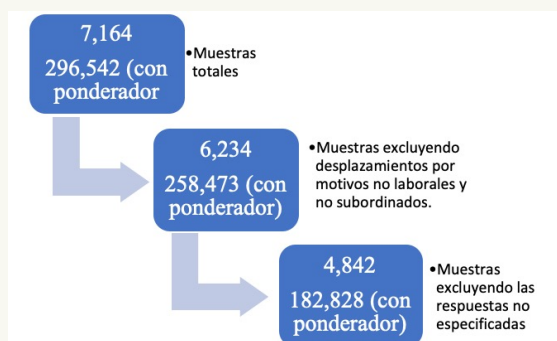 7,164
296,542 (con
ponderador
•Muestras
totales
6,234
258,473 (con
ponderador)
•Muestras excluyendo
desplazamientos por
motivos no laborales y
no subordinados.
4,842
182,828 (con
ponderador)
•Muestras
excluyendo las
respuestas no
especificadas